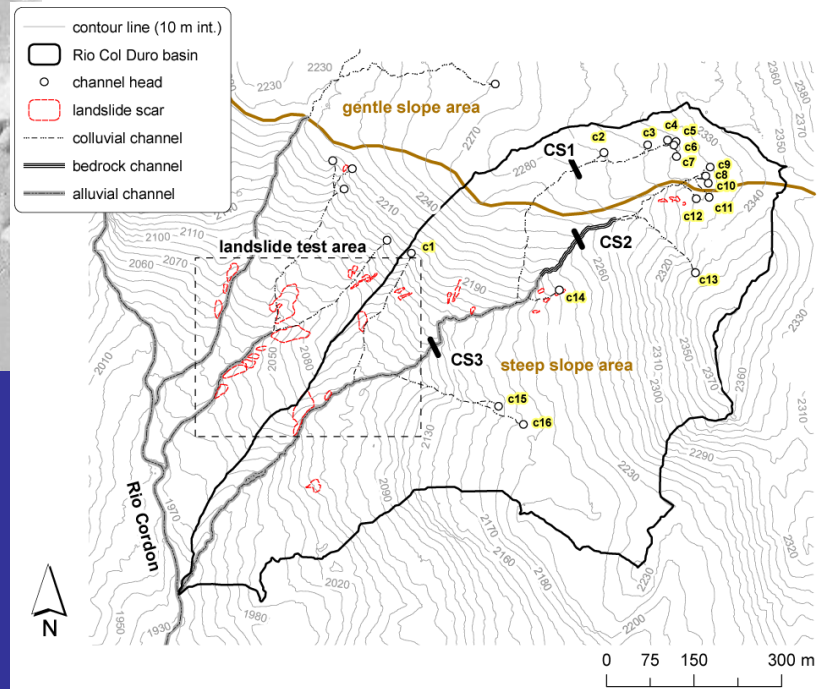 contour line (10 m int.)
Rio Col Duro basin
channel head
landslide scar
colluvial channel
bedrock channel
alluvial channel
2230
2230
gentle slope area
2270
2280
CS1
c2
c3
c4
c5
c6
c7
2330
c9
c8
c10
c11
c12
2340
2370
2380
2360
2350
2240
2210
2100
2110
2060
2070
landslide test area
c1
2190
CS2
2260
2320
c13
c14
2330
2010
2050
2080
CS3
steep slope area
2310
2300
2350
2370
2360
c15
c16
2130
2290
2230
Rio Cordon
1970
2090
2170
2160
2180
2020
1980
1950
1930
2230
2200
2210
2320
2310
N
0 75 150 300 m